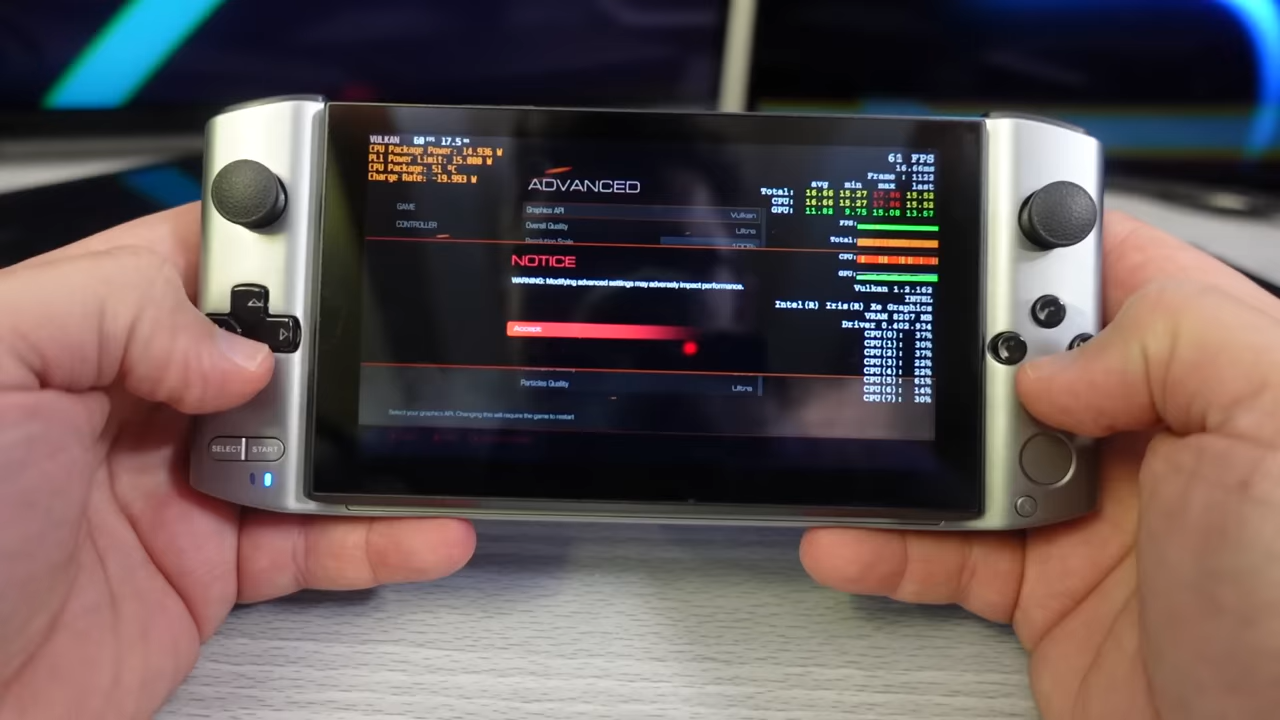 VULKAN 60 FPS 17.5 ms
CPU Package Power: 14.936 W
PL1 Power Limit: 15.000 W
CPU Package: 51 °C
Charge Rate: -19.993 W
GAME
CONTROLLER
ADVANCED
Graphics API Vulkan
Overall Quality Ultra
Resolution Scale 100%
NOTICE
WARNING: Modifying advanced settings may adversely impact performance.
Accept
Particles Quality Ultra
Select your graphics API. Changing this will require the game to restart
61 FPS
16.66ms
Frame : 1123
avg min max last
Total: 16.66 15.27 17.86 15.52
CPU: 16.66 15.27 17.86 15.52
GPU: 11.82 9.75 15.08 13.57
FPS:
Total:
CPU:
GPU:
Vulkan 1.2.162
INTEL
Intel(R) Iris(R) Xe Graphics
VRAM 8207 MB
Driver 0.402.934
CPU(0): 37%
CPU(1): 30%
CPU(2): 37%
CPU(3): 22%
CPU(4): 22%
CPU(5): 61%
CPU(6): 14%
CPU(7): 30%
SELECT START